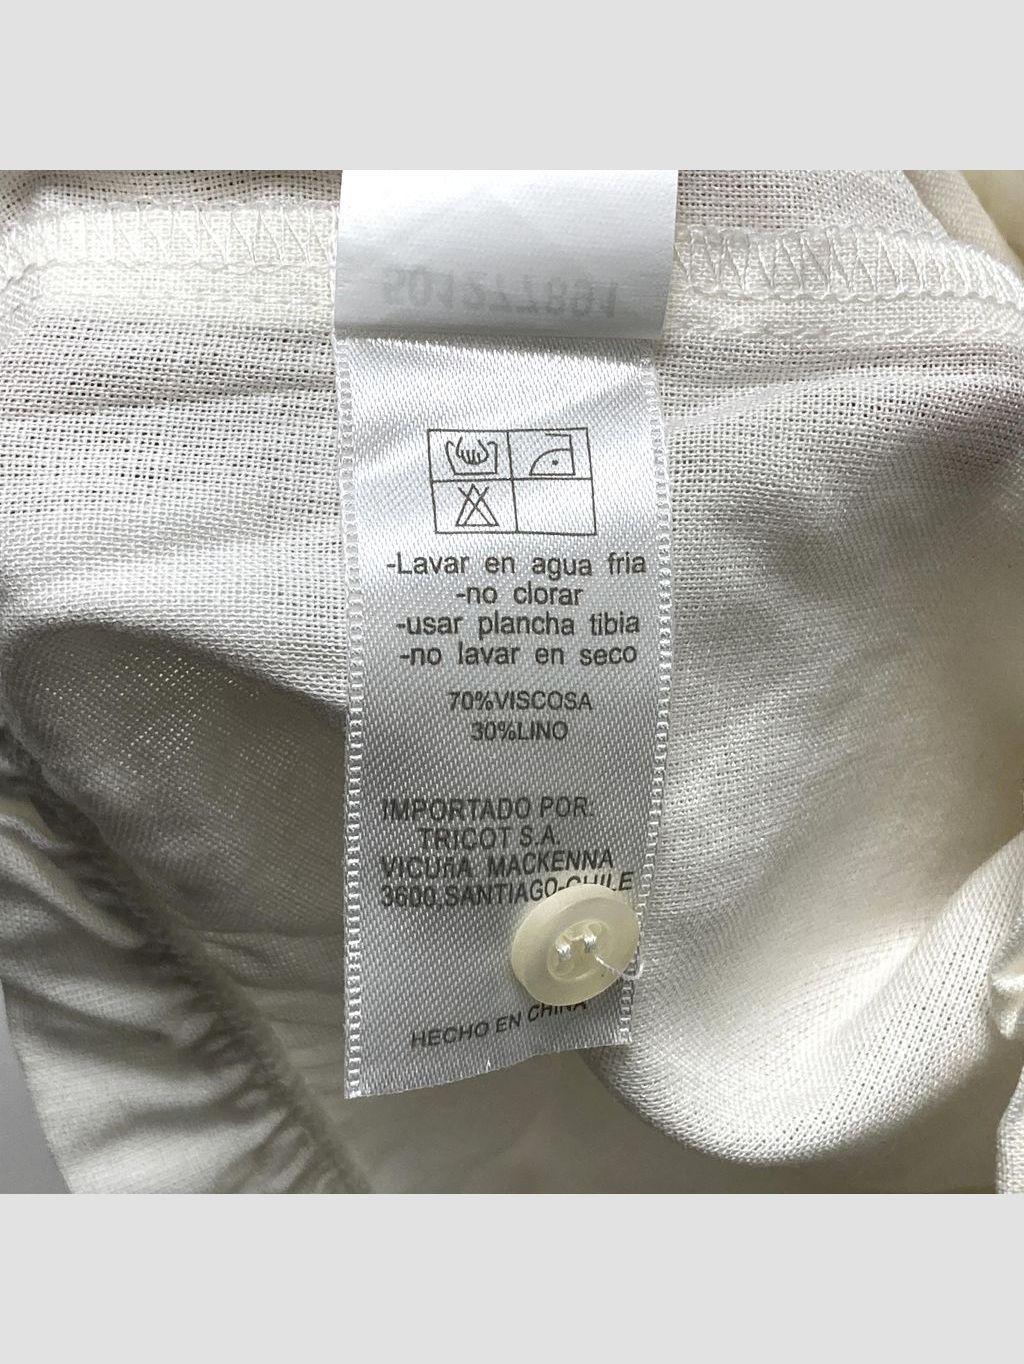 601277891
-Lavar en agua fria
-no clorar
-usar plancha tibia
-no lavar en seco
70%VISCOSA
30%LINO
IMPORTADO POR:
TRICOT S.A.
VICUñA MACKENNA
3600,SANTIAGO-CHILE
HECHO EN CHINA